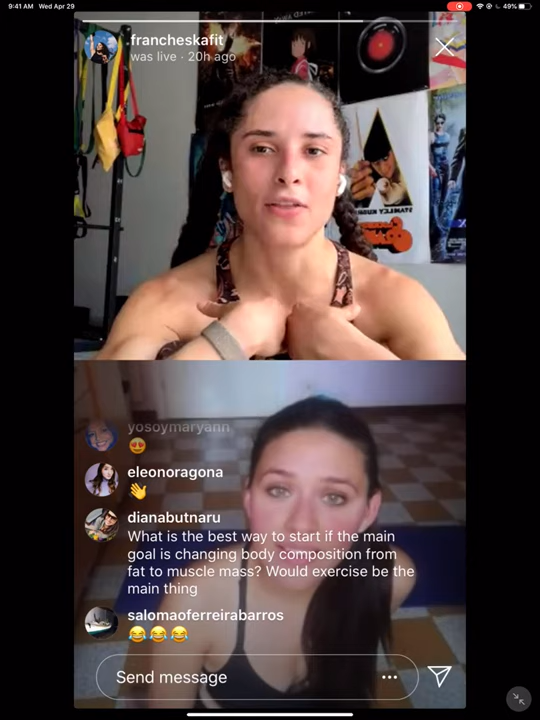 9:41 AM Wed Apr 29
49%
francheskafit
was live · 20h ago
yosoymaryann
😍
eleonoragona
👋
dianabutnaru
What is the best way to start if the main
goal is changing body composition from
fat to muscle mass? Would exercise be the
main thing
salomaoferreirabarros
😂😂😂
Send message